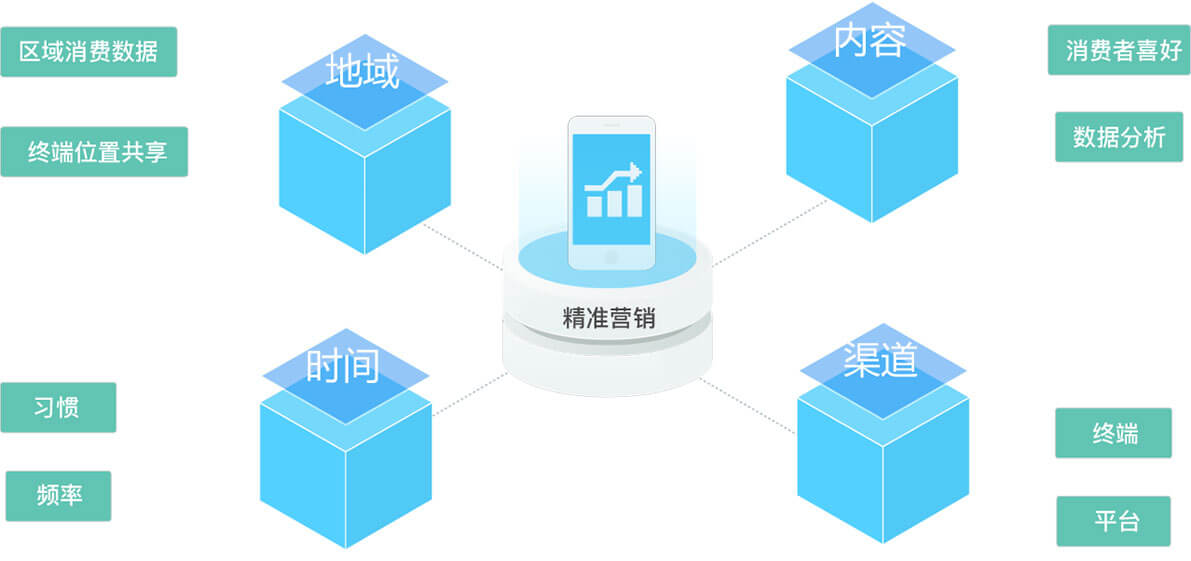 区域消费数据
终端位置共享
地域
内容
消费者喜好
数据分析
精准营销
时间
习惯
频率
渠道
终端
平台